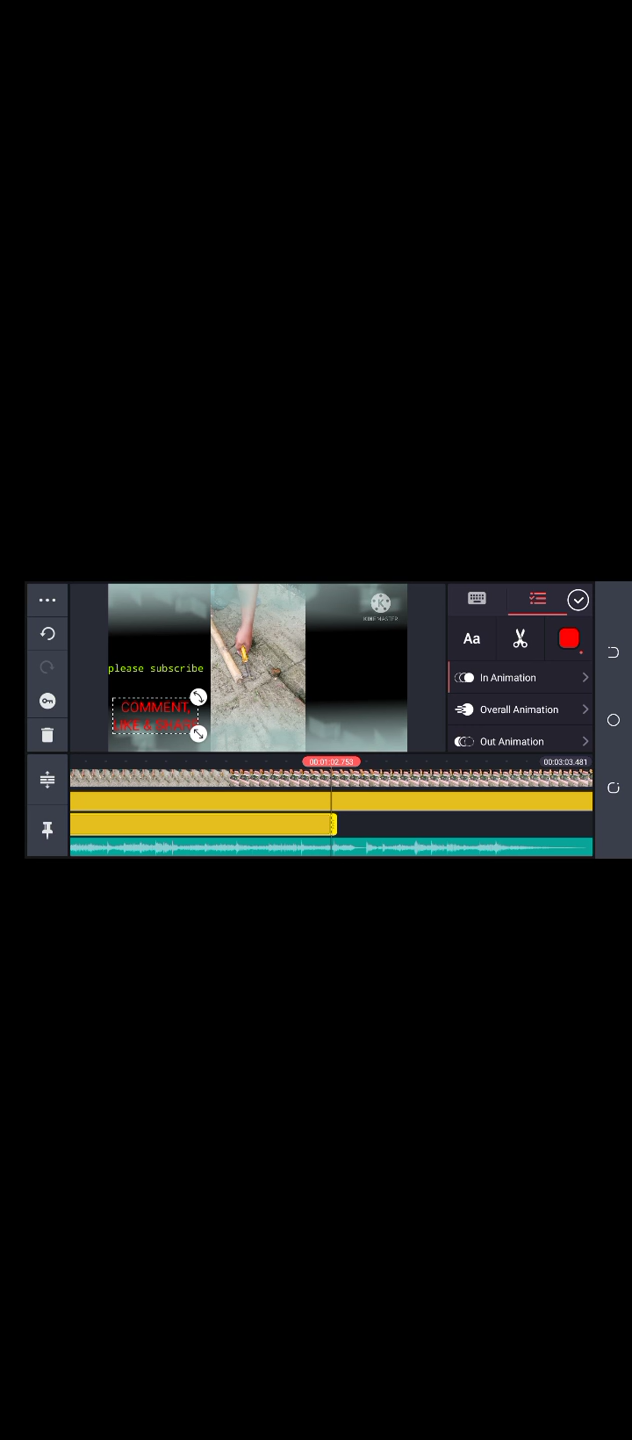 KINEMASTER
please subscribe
COMMENT,
LIKE & SHARE
Aa
In Animation
Overall Animation
Out Animation
00:01:02.753
00:03:03.481